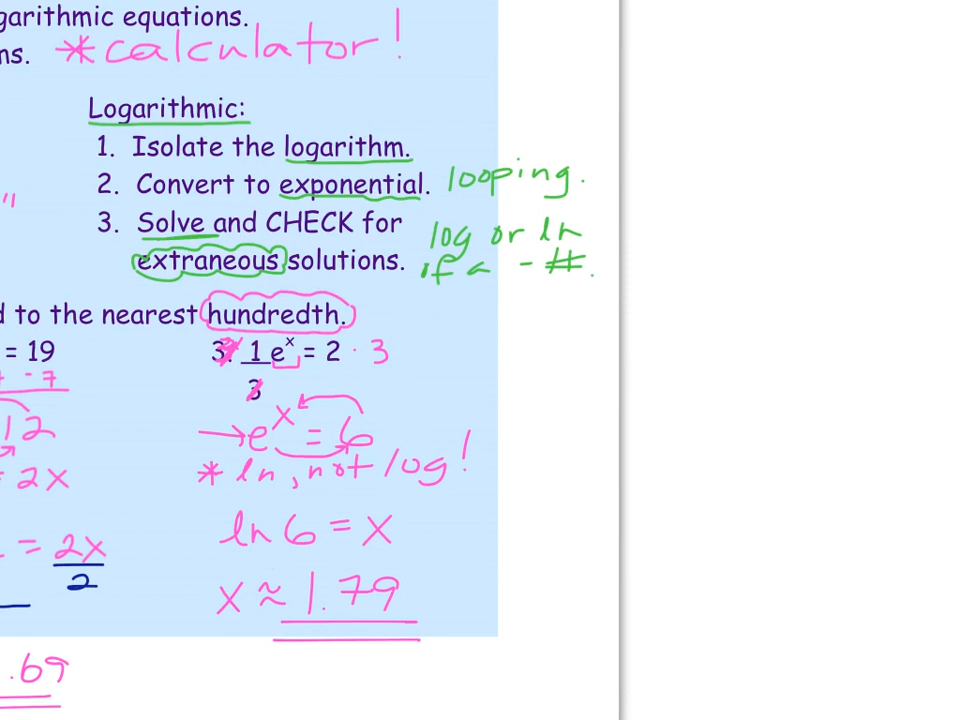 garithmic equations.
ns. *calculator!
Logarithmic:
1. Isolate the logarithm.
2. Convert to exponential. looping.
3. Solve and CHECK for
extraneous solutions.
log or ln
if a - #.
d to the nearest hundredth.
= 19
- 7
12
= 2x
= 2x
2
.69
3. 1 e^x = 2 · 3
3
→ e^x = 6
* ln, not log!
ln 6 = x
x ≈ 1.79